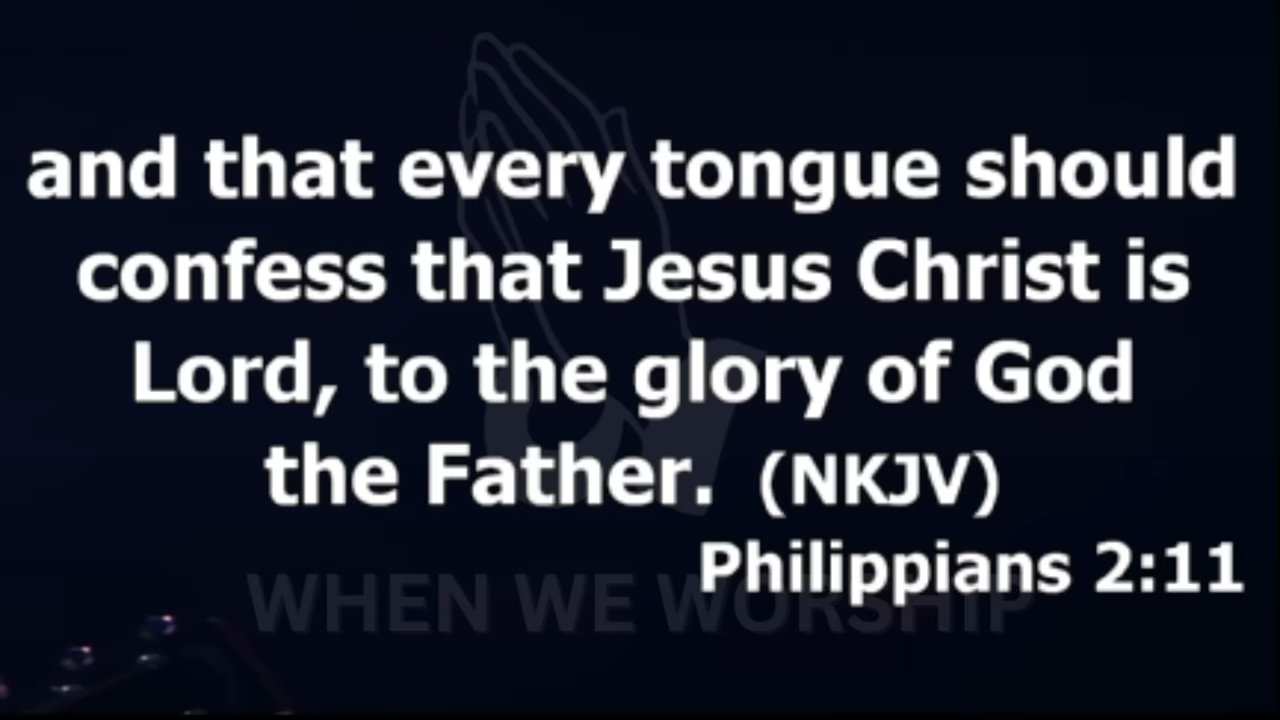 and that every tongue should
confess that Jesus Christ is
Lord, to the glory of God
the Father. (NKJV)
Philippians 2:11
WHEN WE WORSHIP